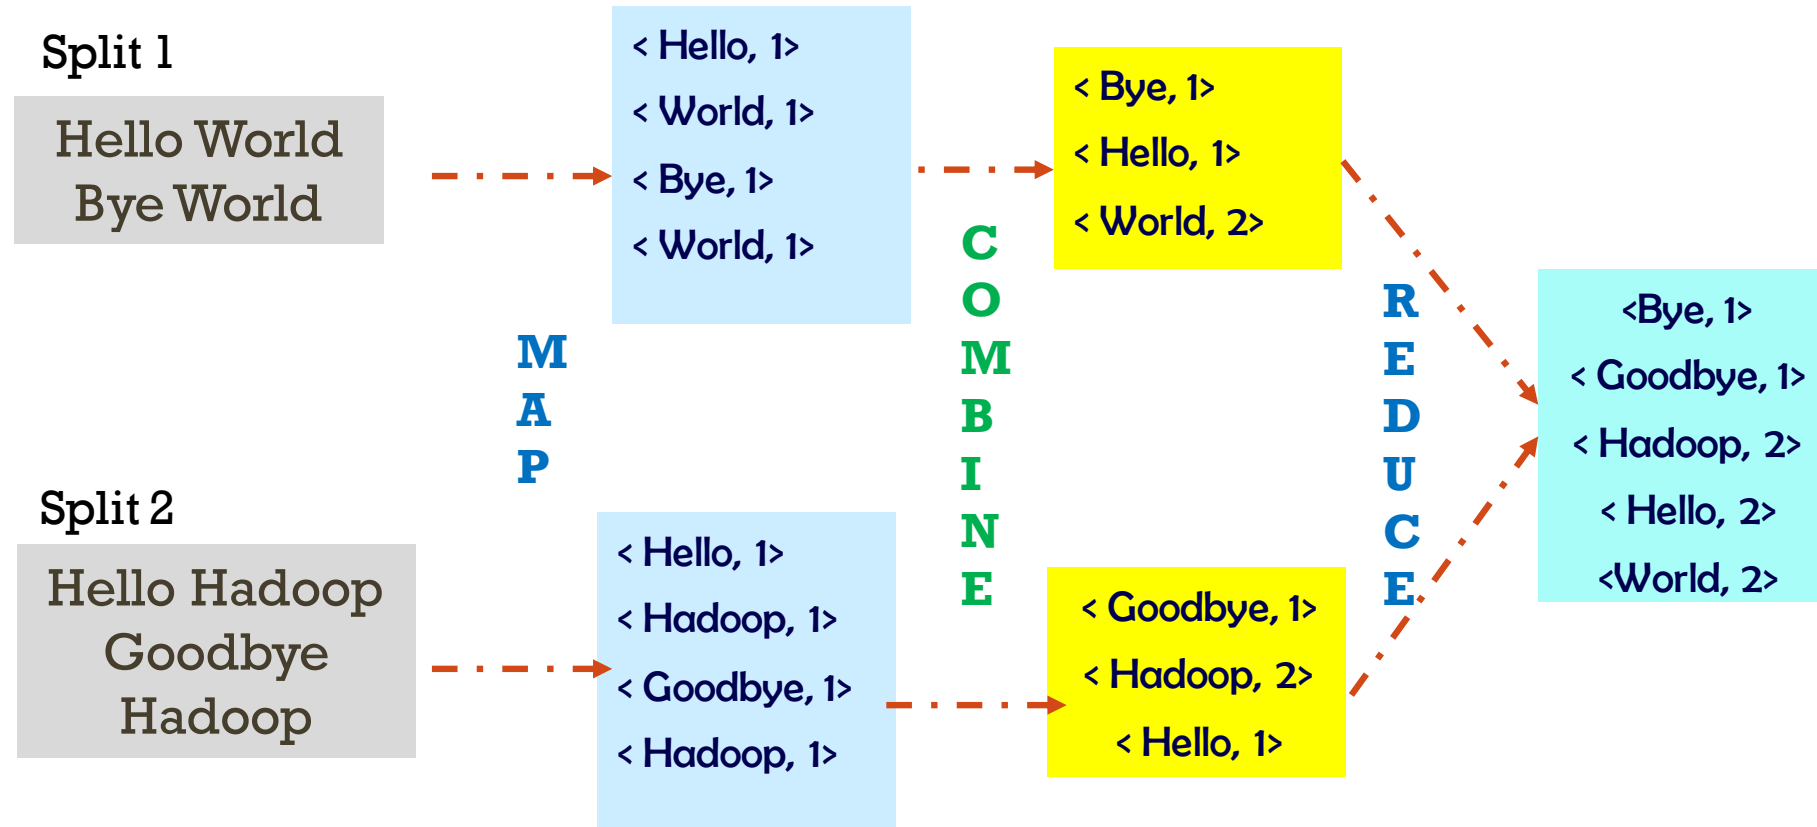 Split 1
Hello World
Bye World
< Hello, 1>
< World, 1>
< Bye, 1>
< World, 1>
< Bye, 1>
< Hello, 1>
< World, 2>
MAP
COMBINE
REDUCE
Split 2
Hello Hadoop
Goodbye
Hadoop
< Hello, 1>
< Hadoop, 1>
< Goodbye, 1>
< Hadoop, 1>
< Goodbye, 1>
< Hadoop, 2>
< Hello, 1>
<Bye, 1>
< Goodbye, 1>
< Hadoop, 2>
< Hello, 2>
<World, 2>